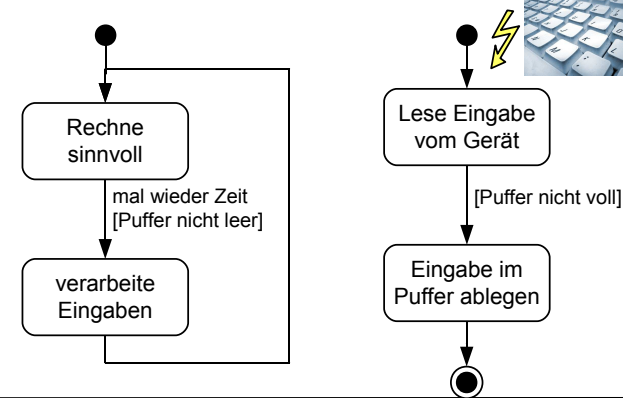 Rechne
sinnvoll
mal wieder Zeit
[Puffer nicht leer]
verarbeite
Eingaben
Lese Eingabe
vom Gerät
[Puffer nicht voll]
Eingabe im
Puffer ablegen